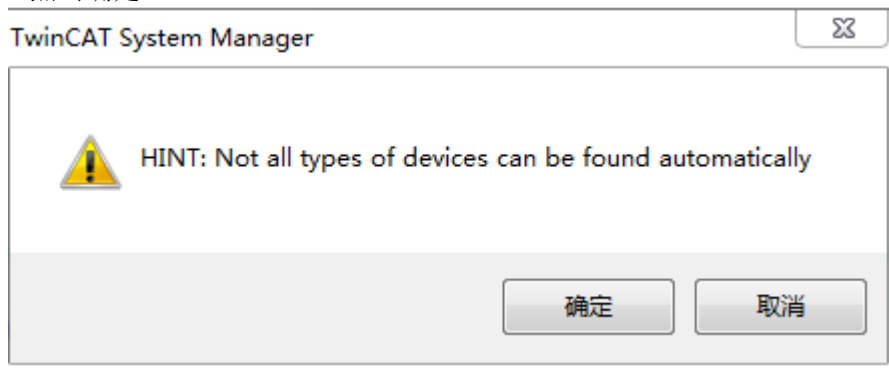 TwinCAT System Manager
HINT: Not all types of devices can be found automatically
确定
取消